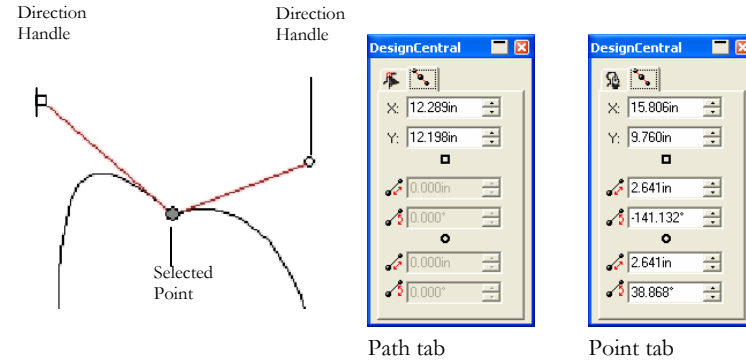 Direction
Handle
Direction
Handle
Selected
Point
DesignCentral
X: 12.289in
Y: 12.198in
0.000in
0.000°
0.000in
0.000°
Path tab
DesignCentral
X: 15.806in
Y: 9.760in
2.641in
-141.132°
2.641in
38.868°
Point tab